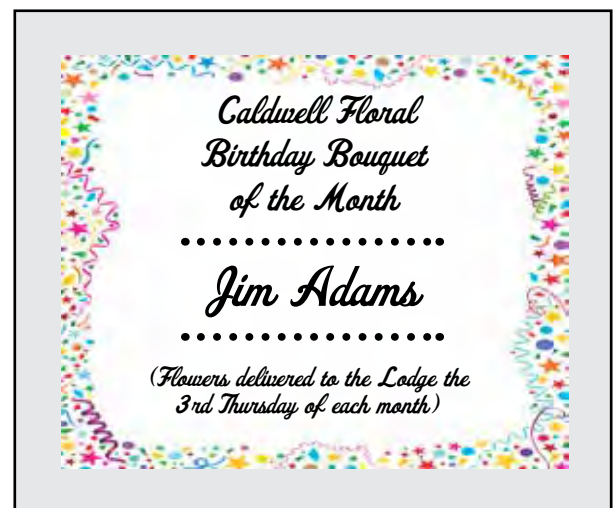 Caldwell Floral
Birthday Bouquet
of the Month
Jim Adams
(Flowers delivered to the Lodge the
3rd Thursday of each month)